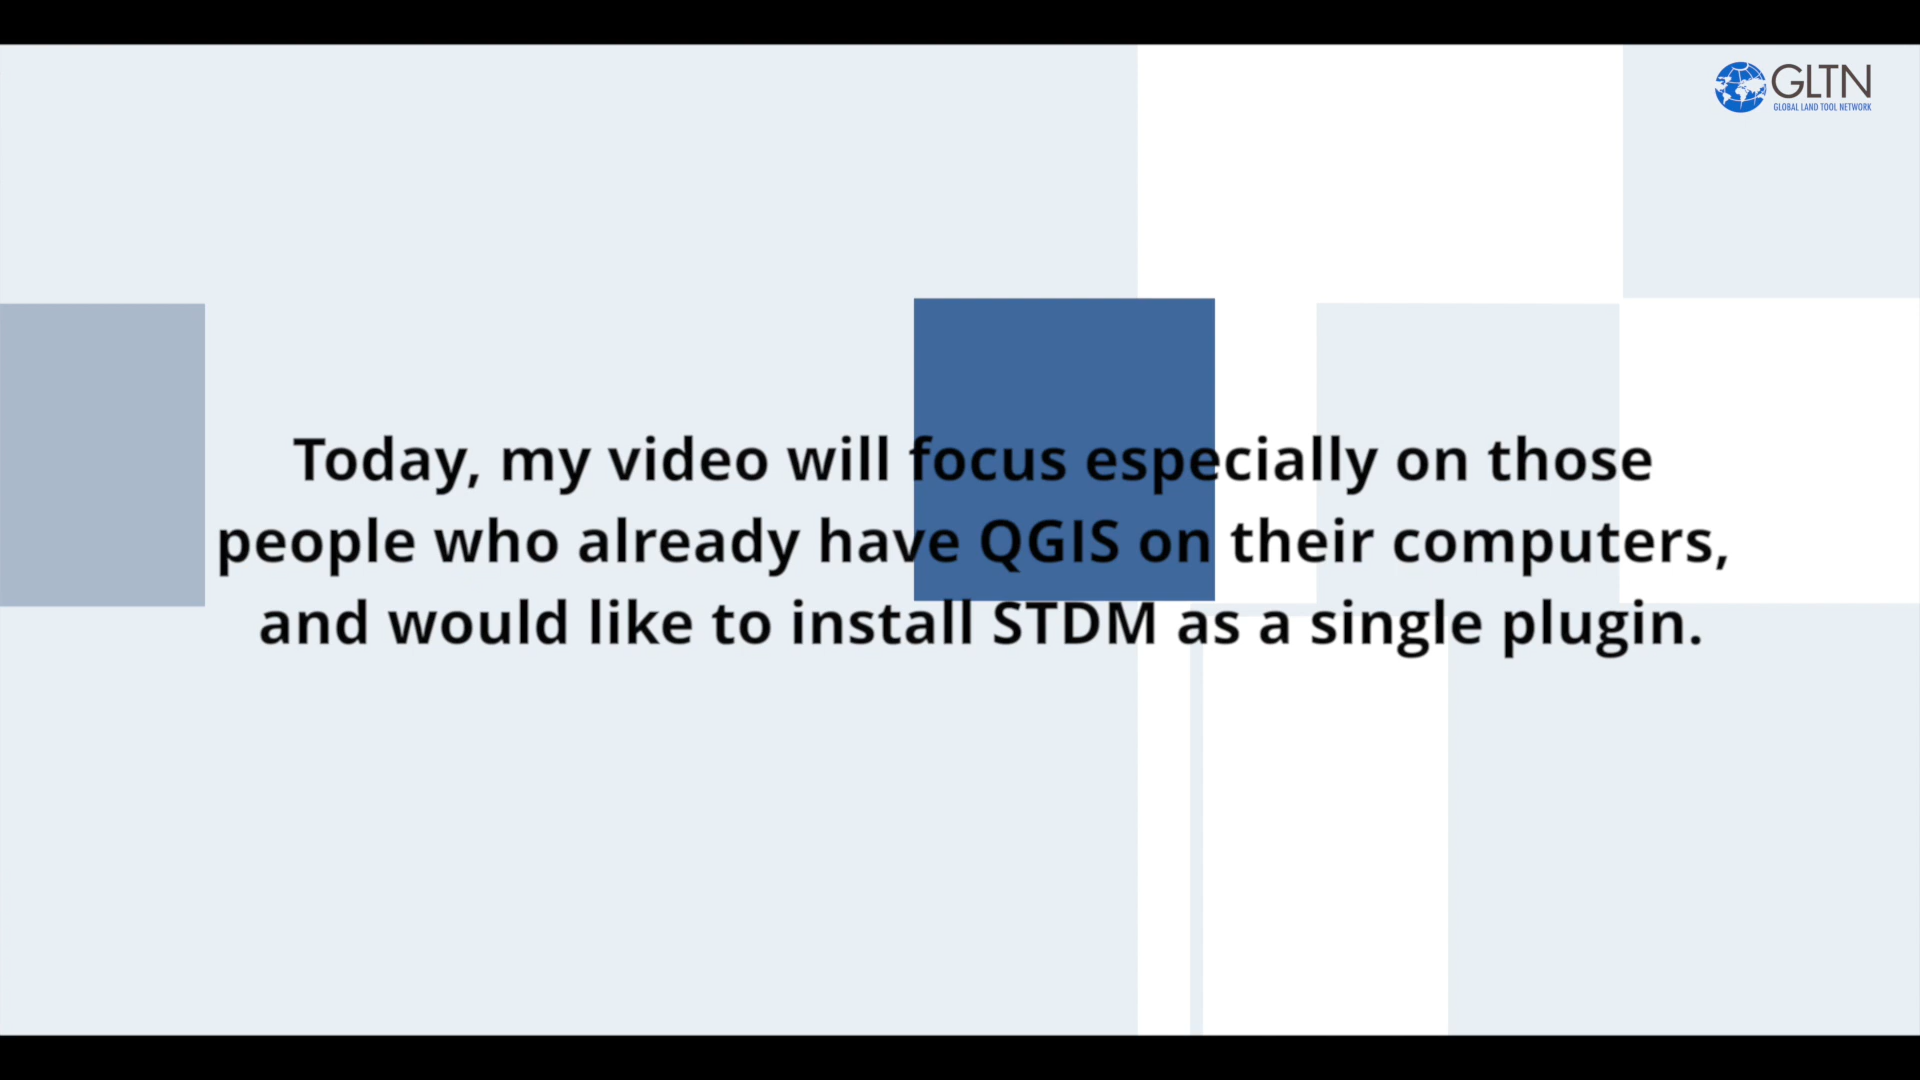 GLTN
GLOBAL LAND TOOL NETWORK
Today, my video will focus especially on those
people who already have QGIS on their computers,
and would like to install STDM as a single plugin.